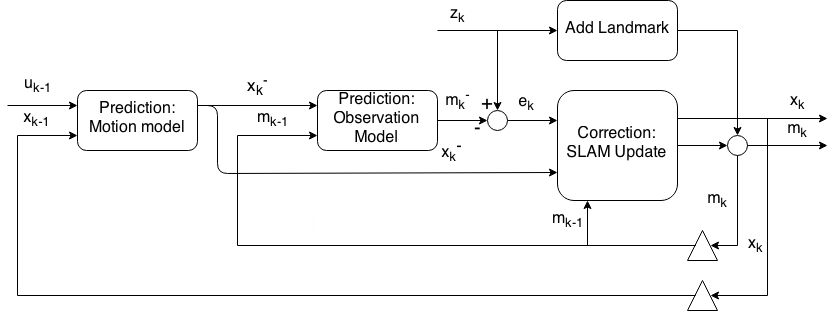 z_k
Add Landmark
u_{k-1}
x_{k-1}
Prediction:
Motion model
x_k^-
m_{k-1}
Prediction:
Observation
Model
m_k^-
+
-
e_k
x_k^-
Correction:
SLAM Update
x_k
m_k
m_{k-1}
m_k
x_k